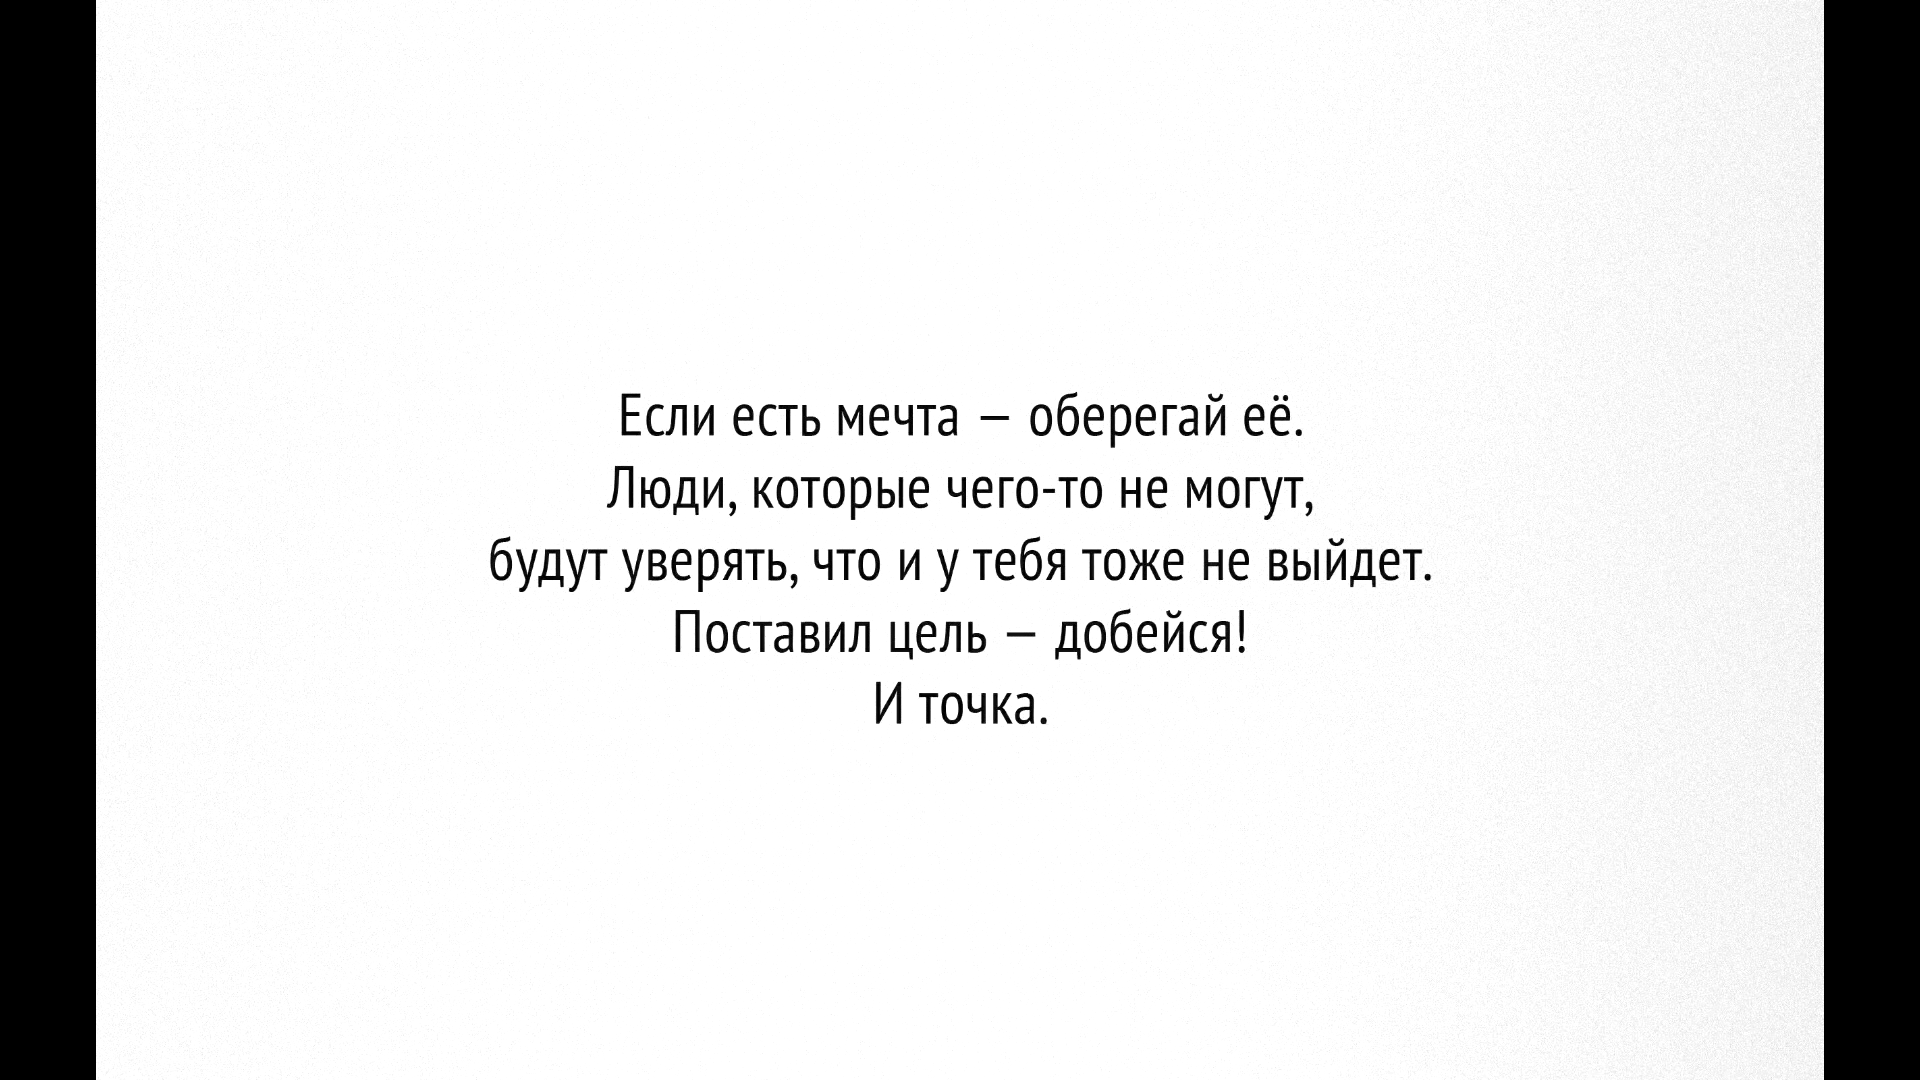 Если есть мечта — оберегай её.
Люди, которые чего-то не могут,
будут уверять, что и у тебя тоже не выйдет.
Поставил цель — добейся!
И точка.